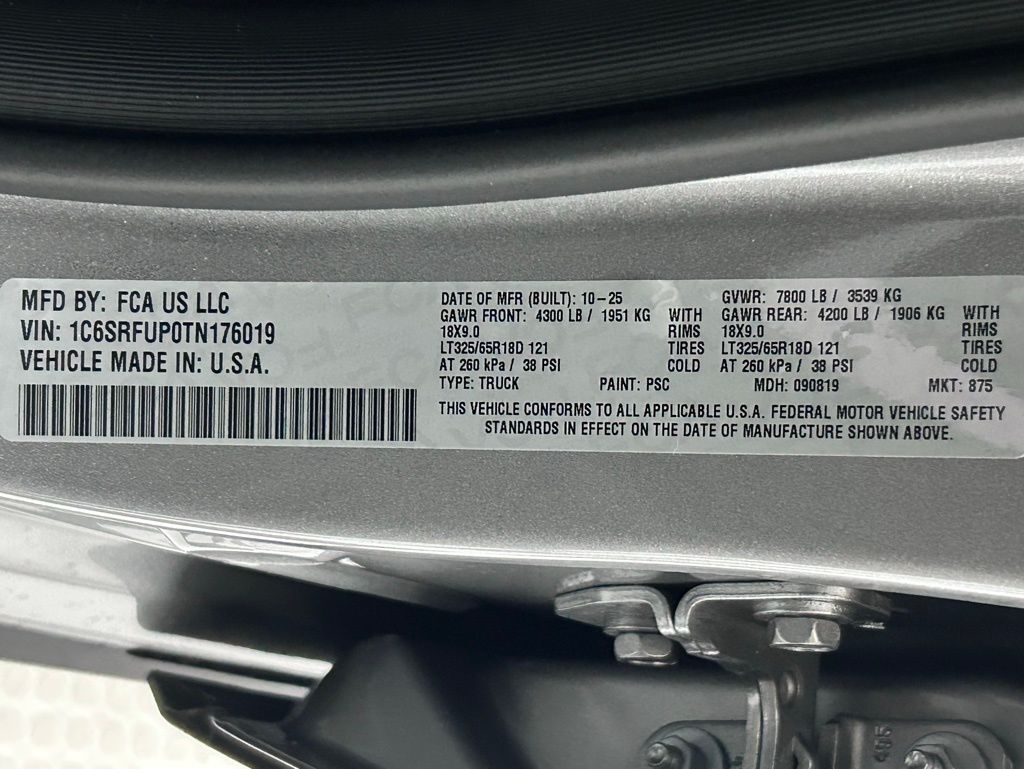 MFD BY: FCA US LLC
VIN: 1C6SRFUP0TN176019
VEHICLE MADE IN: U.S.A.
DATE OF MFR (BUILT): 10-25 GVWR: 7800 LB / 3539 KG
GAWR FRONT: 4300 LB / 1951 KG WITH GAWR REAR: 4200 LB / 1906 KG WITH
18X9.0 RIMS 18X9.0 RIMS
LT325/65R18D 121 TIRES LT325/65R18D 121 TIRES
AT 260 kPa / 38 PSI COLD AT 260 kPa / 38 PSI COLD
TYPE: TRUCK PAINT: PSC MDH: 090819 MKT: 875
THIS VEHICLE CONFORMS TO ALL APPLICABLE U.S.A. FEDERAL MOTOR VEHICLE SAFETY
STANDARDS IN EFFECT ON THE DATE OF MANUFACTURE SHOWN ABOVE.